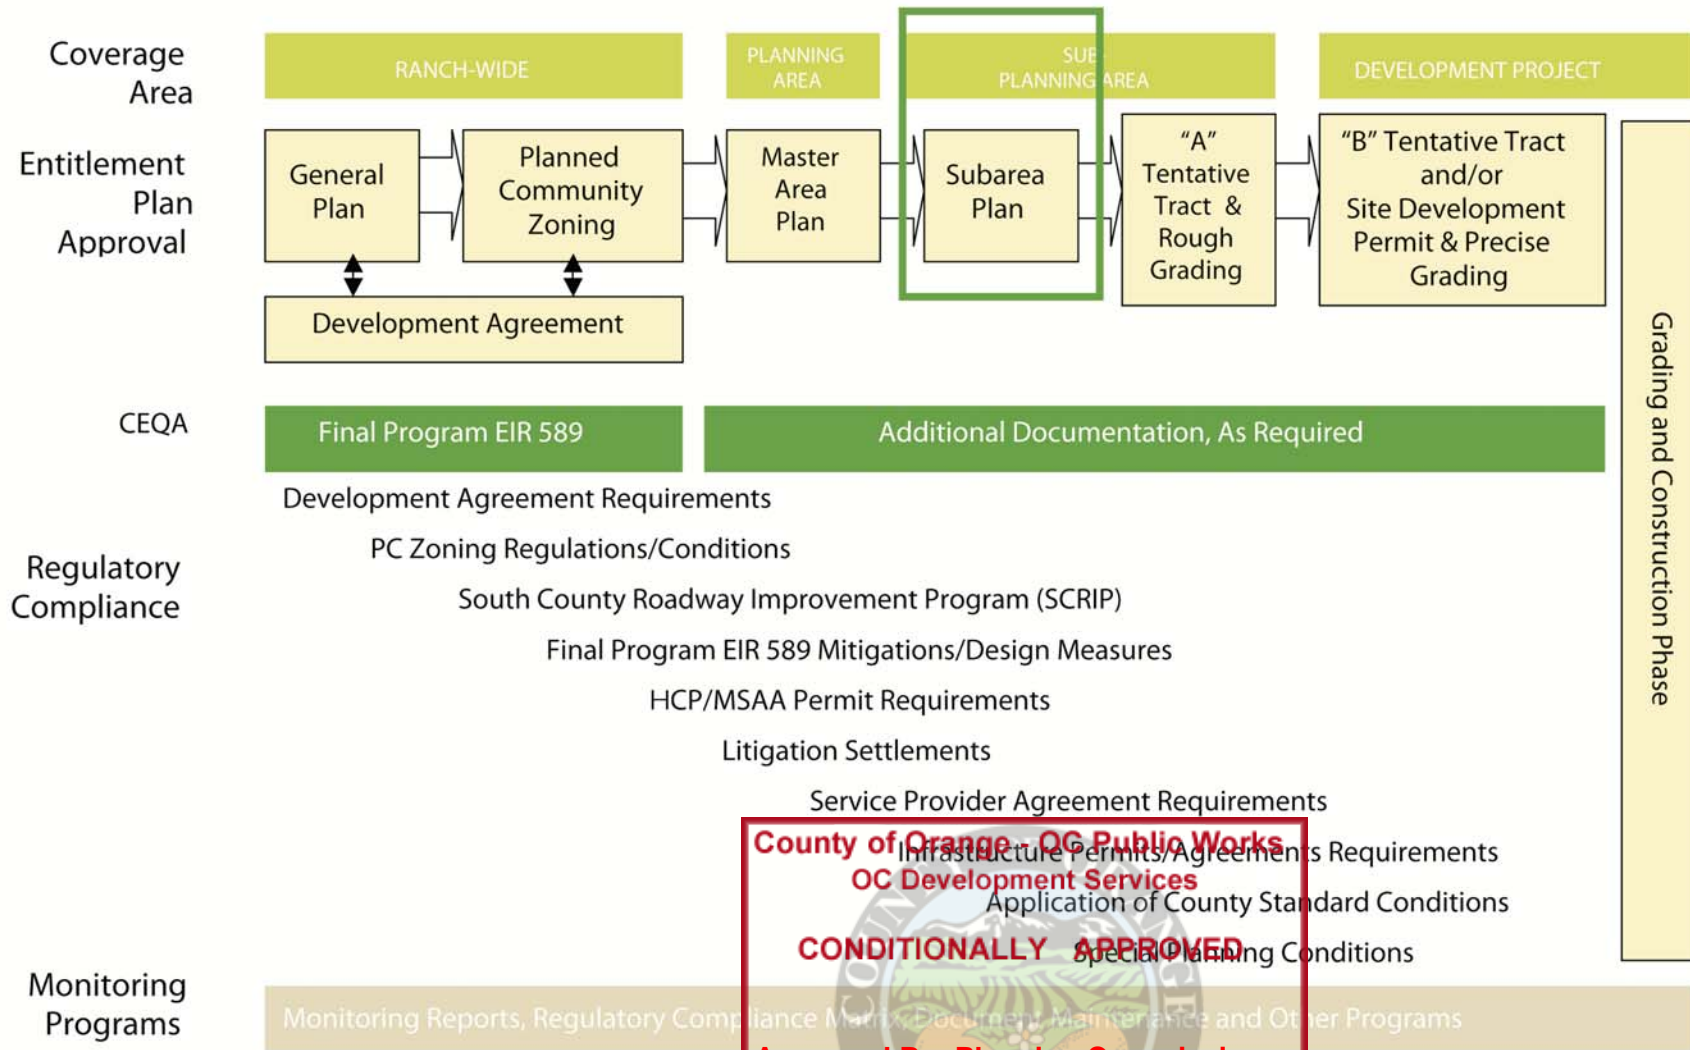 Coverage
Area
RANCH-WIDE
PLANNING
AREA
SUB-
PLANNING AREA
DEVELOPMENT PROJECT
Entitlement
Plan
Approval
General
Plan
Planned
Community
Zoning
Master
Area
Plan
Subarea
Plan
"A"
Tentative
Tract &
Rough
Grading
"B" Tentative Tract
and/or
Site Development
Permit & Precise
Grading
Development Agreement
Grading and Construction Phase
CEQA
Final Program EIR 589
Additional Documentation, As Required
Regulatory
Compliance
Development Agreement Requirements
PC Zoning Regulations/Conditions
South County Roadway Improvement Program (SCRIP)
Final Program EIR 589 Mitigations/Design Measures
HCP/MSAA Permit Requirements
Litigation Settlements
Service Provider Agreement Requirements
Infrastructure Permits/Agreements Requirements
Application of County Standard Conditions
Special Planning Conditions
County of Orange - OC Public Works
OC Development Services
CONDITIONALLY APPROVED
COUNTY ORANGE
Monitoring
Programs
Monitoring Reports, Regulatory Compliance Matrix, Document Maintenance and Other Programs